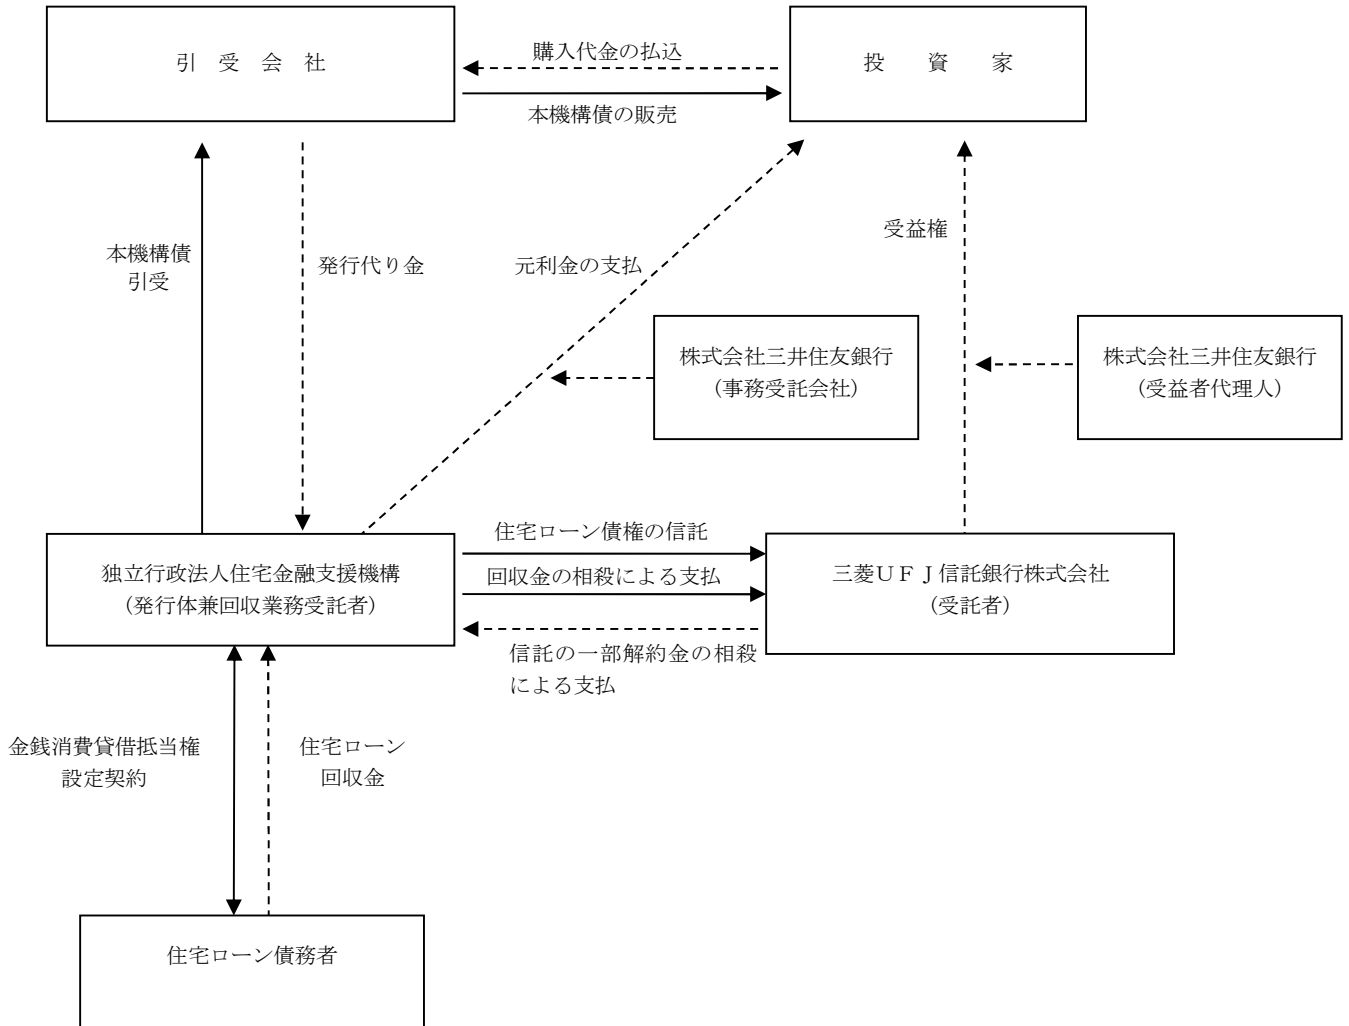 引 受 会 社
購入代金の払込
投 資 家
本機構債の販売
受益権
本機構債
引受
発行代り金
元利金の支払
株式会社三井住友銀行
（事務受託会社）
株式会社三井住友銀行
（受益者代理人）
住宅ローン債権の信託
独立行政法人住宅金融支援機構
（発行体兼回収業務受託者）
回収金の相殺による支払
三菱ＵＦＪ信託銀行株式会社
（受託者）
信託の一部解約金の相殺
による支払
金銭消費貸借抵当権
設定契約
住宅ローン
回収金
住宅ローン債務者